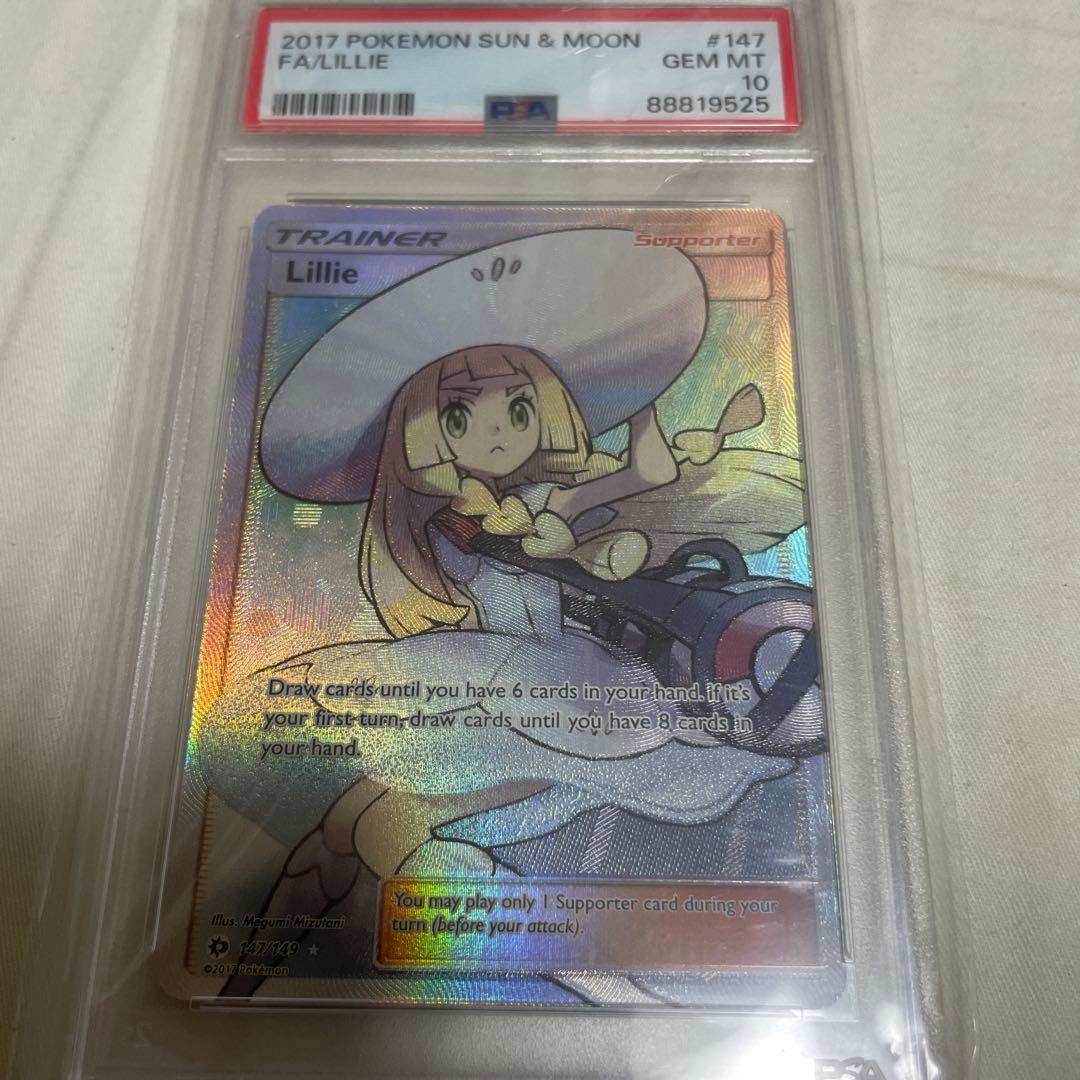 2017 POKEMON SUN & MOON #147
FA/LILLIE GEM MT
10
PSA 88819525
TRAINER Supporter
Lillie
Draw cards until you have 6 cards in your hand. If it's
your first turn, draw cards until you have 8 cards in
your hand.
You may play only 1 Supporter card during your
turn (before your attack).
Illus. Megumi Mizutani
147/149
©2017 Pokémon
PSA